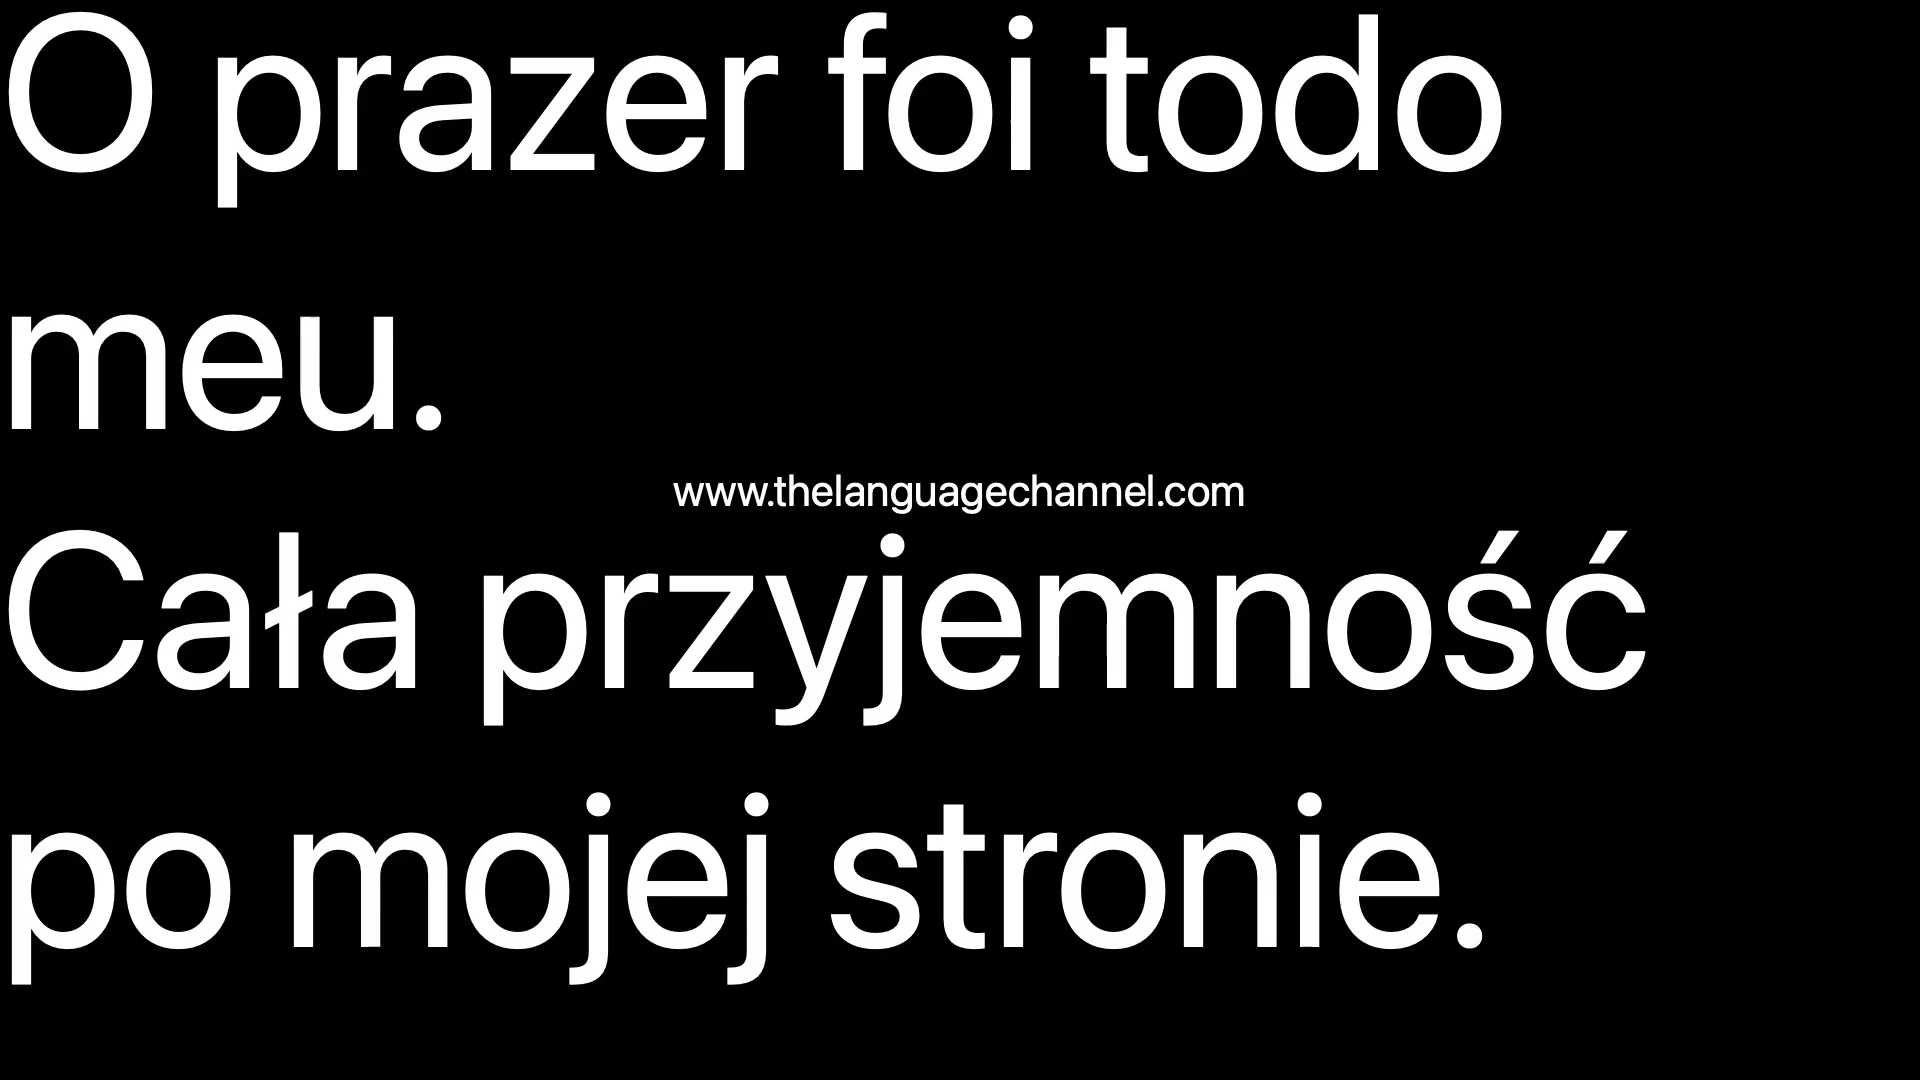 O prazer foi todo
meu.
www.thelanguagechannel.com
Cała przyjemność
po mojej stronie.